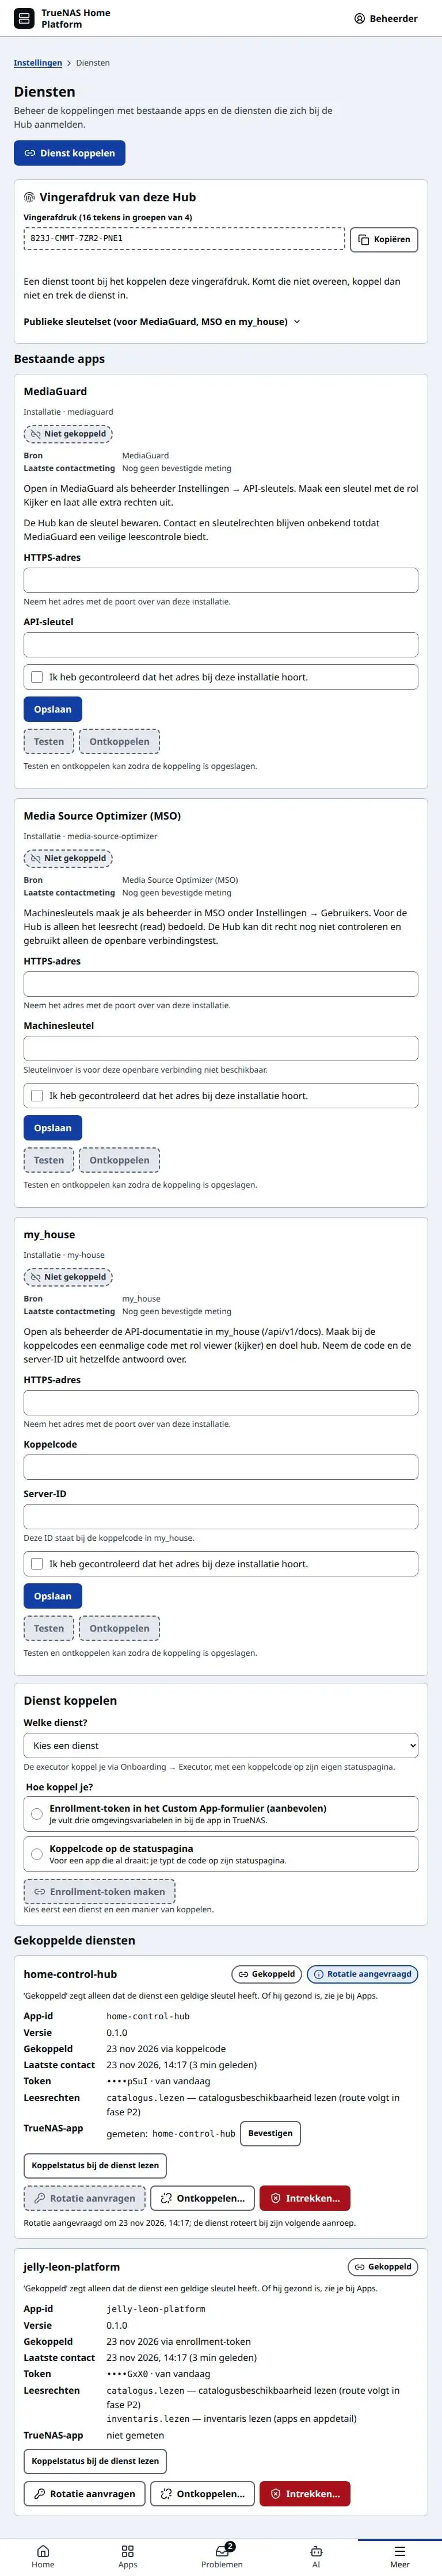 TrueNAS Home
Platform
Beheerder
Instellingen > Diensten
Diensten
Beheer de koppelingen met bestaande apps en de diensten die zich bij de
Hub aanmelden.
Dienst koppelen
Vingerafdruk van deze Hub
Vingerafdruk (16 tekens in groepen van 4)
823J-CMMT-7ZR2-PNE1
Kopiëren
Een dienst toont bij het koppelen deze vingerafdruk. Komt die niet overeen, koppel dan
niet en trek de dienst in.
Publieke sleutelset (voor MediaGuard, MSO en my_house)
Bestaande apps
MediaGuard
Installatie · mediaguard
Niet gekoppeld
Bron MediaGuard
Laatste contactmeting Nog geen bevestigde meting
Open in MediaGuard als beheerder Instellingen → API-sleutels. Maak een sleutel met de rol
Kijker en laat alle extra rechten uit.
De Hub kan de sleutel bewaren. Contact en sleutelrechten blijven onbekend totdat
MediaGuard een veilige leescontrole biedt.
HTTPS-adres
Neem het adres met de poort over van deze installatie.
API-sleutel
Ik heb gecontroleerd dat het adres bij deze installatie hoort.
Opslaan
Testen Ontkoppelen
Testen en ontkoppelen kan zodra de koppeling is opgeslagen.
Media Source Optimizer (MSO)
Installatie · media-source-optimizer
Niet gekoppeld
Bron Media Source Optimizer (MSO)
Laatste contactmeting Nog geen bevestigde meting
Machinesleutels maak je als beheerder in MSO onder Instellingen → Gebruikers. Voor de
Hub is alleen het leesrecht (read) bedoeld. De Hub kan dit recht nog niet controleren en
gebruikt alleen de openbare verbindingstest.
HTTPS-adres
Neem het adres met de poort over van deze installatie.
Machinesleutel
Sleutelinvoer is voor deze openbare verbinding niet beschikbaar.
Ik heb gecontroleerd dat het adres bij deze installatie hoort.
Opslaan
Testen Ontkoppelen
Testen en ontkoppelen kan zodra de koppeling is opgeslagen.
my_house
Installatie · my-house
Niet gekoppeld
Bron my_house
Laatste contactmeting Nog geen bevestigde meting
Open als beheerder de API-documentatie in my_house (/api/v1/docs). Maak bij de
koppelcodes een eenmalige code met rol viewer (kijker) en doel hub. Neem de code en de
server-ID uit hetzelfde antwoord over.
HTTPS-adres
Neem het adres met de poort over van deze installatie.
Koppelcode
Server-ID
Deze ID staat bij de koppelcode in my_house.
Ik heb gecontroleerd dat het adres bij deze installatie hoort.
Opslaan
Testen Ontkoppelen
Testen en ontkoppelen kan zodra de koppeling is opgeslagen.
Dienst koppelen
Welke dienst?
Kies een dienst
De executor koppel je via Onboarding → Executor, met een koppelcode op zijn eigen statuspagina.
Hoe koppel je?
Enrollment-token in het Custom App-formulier (aanbevolen)
Je vult drie omgevingsvariabelen in bij de app in TrueNAS.
Koppelcode op de statuspagina
Voor een app die al draait: je typt de code op zijn statuspagina.
Enrollment-token maken
Kies eerst een dienst en een manier van koppelen.
Gekoppelde diensten
home-control-hub Gekoppeld Rotatie aangevraagd
‘Gekoppeld’ zegt alleen dat de dienst een geldige sleutel heeft. Of hij gezond is, zie je bij Apps.
App-id home-control-hub
Versie 0.1.0
Gekoppeld 23 nov 2026 via koppelcode
Laatste contact 23 nov 2026, 14:17 (3 min geleden)
Token ••••pSuI · van vandaag
Leesrechten catalogus.lezen — catalogusbeschikbaarheid lezen (route volgt in
fase P2)
TrueNAS-app gemeten: home-control-hub Bevestigen
Koppelstatus bij de dienst lezen
Rotatie aanvragen Ontkoppelen... Intrekken...
Rotatie aangevraagd om 23 nov 2026, 14:17; de dienst roteert bij zijn volgende aanroep.
jelly-leon-platform Gekoppeld
‘Gekoppeld’ zegt alleen dat de dienst een geldige sleutel heeft. Of hij gezond is, zie je bij Apps.
App-id jelly-leon-platform
Versie 0.1.0
Gekoppeld 23 nov 2026 via enrollment-token
Laatste contact 23 nov 2026, 14:17 (3 min geleden)
Token ••••GxX0 · van vandaag
Leesrechten catalogus.lezen — catalogusbeschikbaarheid lezen (route volgt in
fase P2)
inventaris.lezen — inventaris lezen (apps en appdetail)
TrueNAS-app niet gemeten
Koppelstatus bij de dienst lezen
Rotatie aanvragen Ontkoppelen... Intrekken...
2
Home Apps Problemen AI Meer